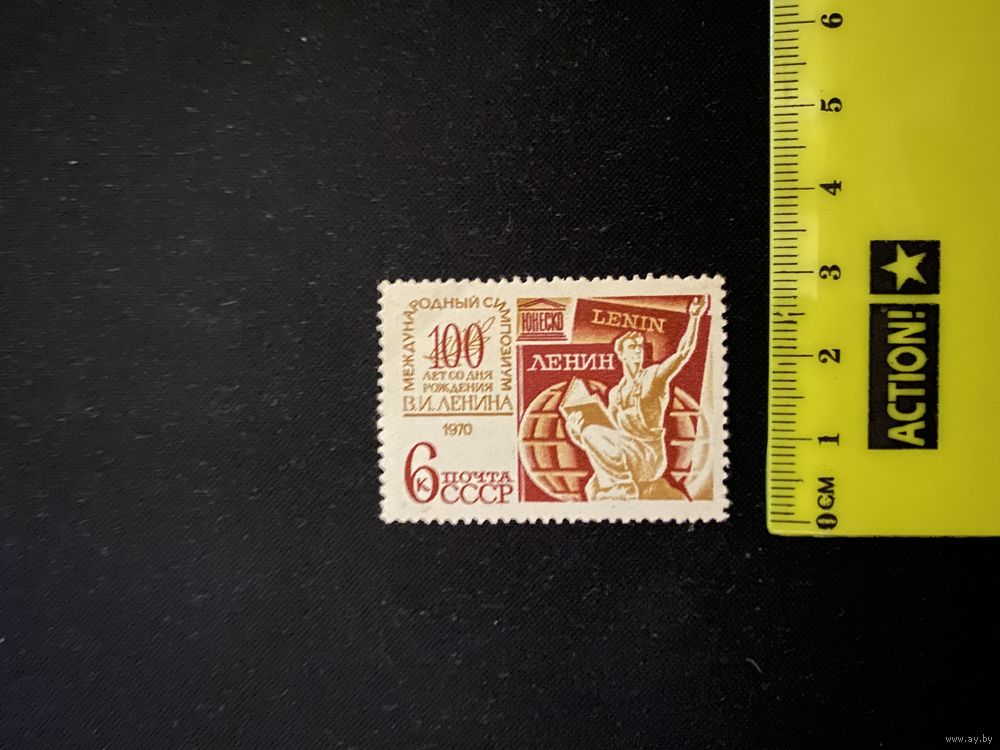 МЕЖДУНАРОДНЫЙ СИМПОЗИУМ
100
ЛЕТ СО ДНЯ
РОЖДЕНИЯ
В.И. ЛЕНИНА
1970
6 К
ПОЧТА
СССР
ЮНЕСКО
LENIN
ЛЕНИН
6
5
4
3
2
1
0 СМ
ACTION!
www.ay.by